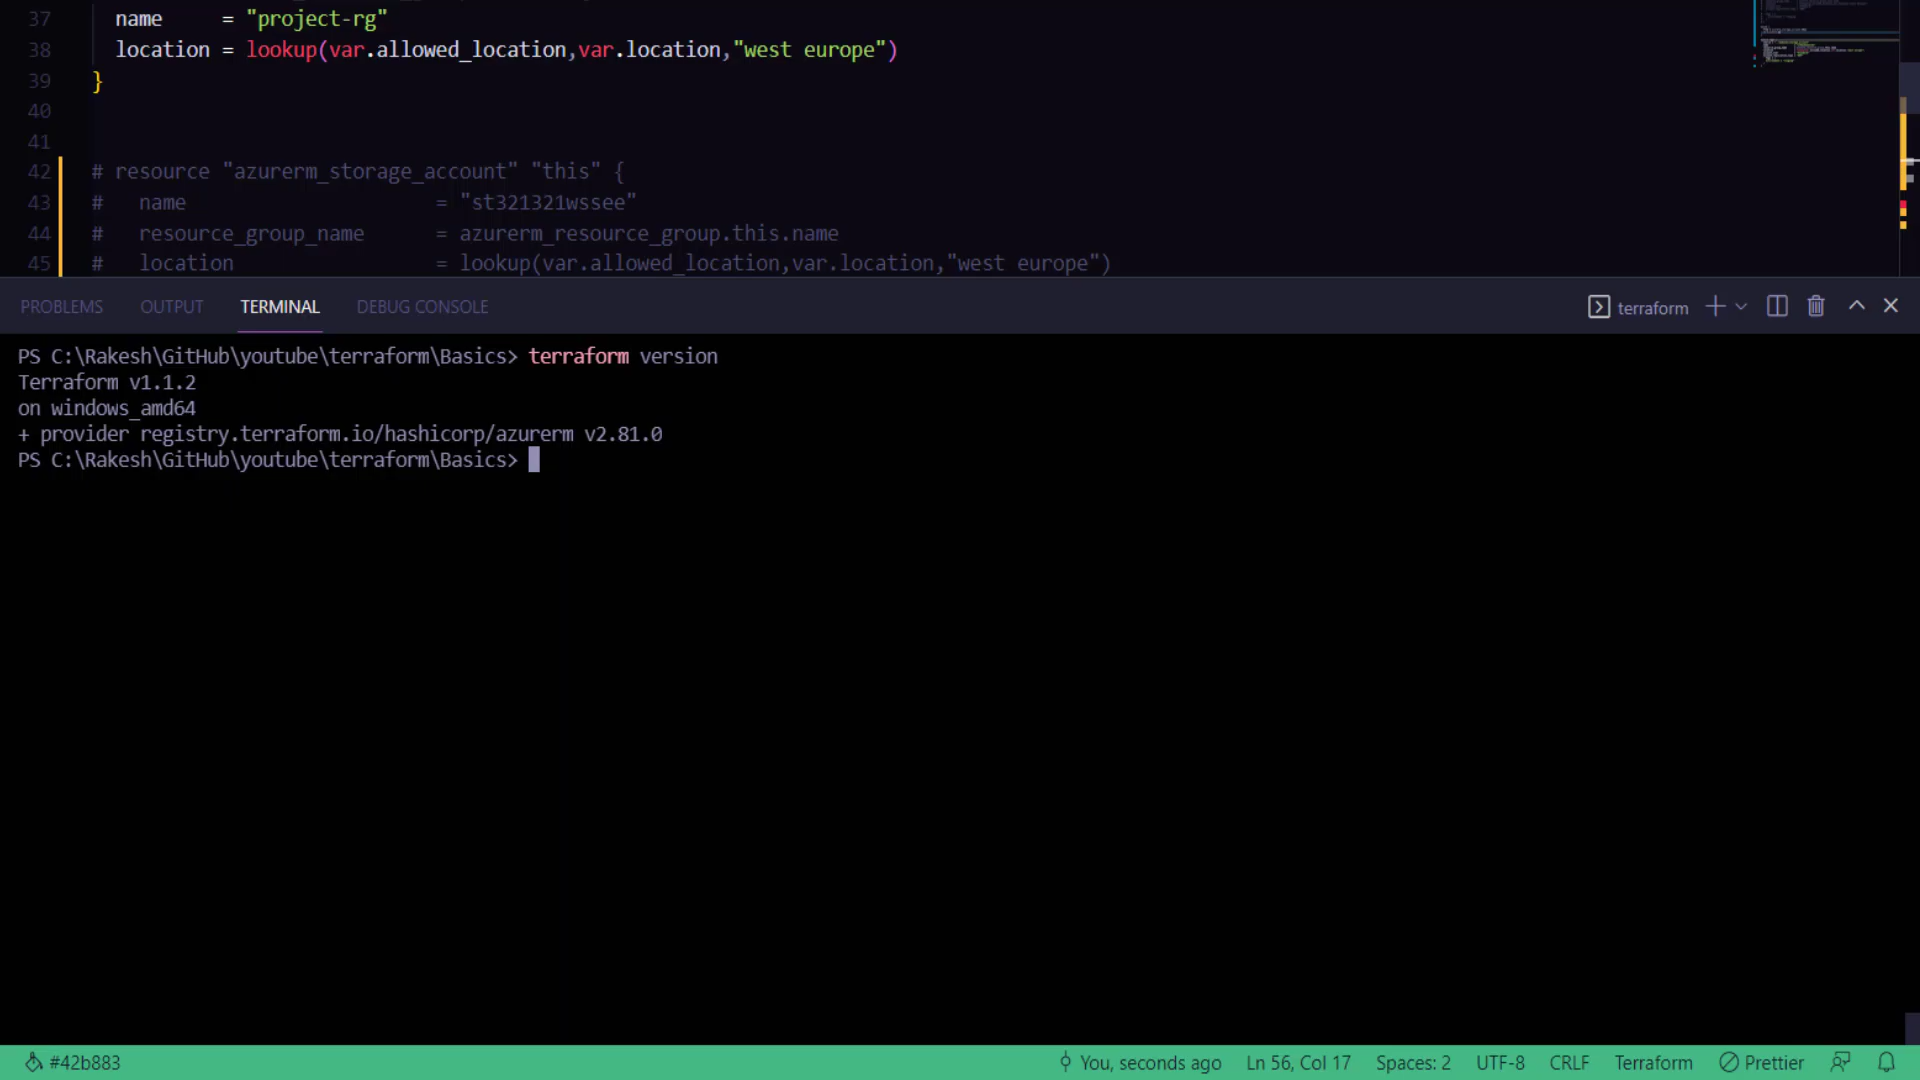 37 name = "project-rg"
38 location = lookup(var.allowed_location,var.location,"west europe")
39 }
40
41
42 # resource "azurerm_storage_account" "this" {
43 # name = "st321321wssee"
44 # resource_group_name = azurerm_resource_group.this.name
45 # location = lookup(var.allowed_location,var.location,"west europe")
PROBLEMS OUTPUT TERMINAL DEBUG CONSOLE terraform
PS C:\Rakesh\GitHub\youtube\terraform\Basics> terraform version
Terraform v1.1.2
on windows_amd64
+ provider registry.terraform.io/hashicorp/azurerm v2.81.0
PS C:\Rakesh\GitHub\youtube\terraform\Basics>
#42b883 You, seconds ago Ln 56, Col 17 Spaces: 2 UTF-8 CRLF Terraform Prettier